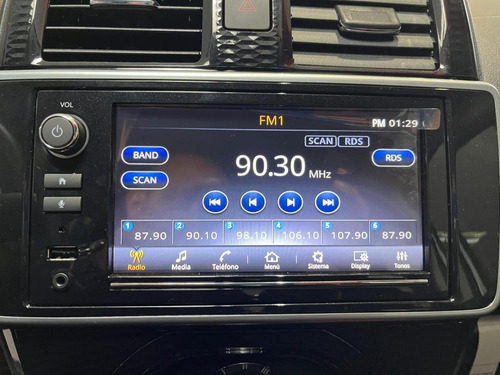 VOL
FM1
PM 01:29
SCAN RDS
BAND
90.30 MHz
RDS
SCAN
1 2 3 4 5 6
87.90 90.10 98.10 106.10 107.90 87.90
Radio Media Teléfono Menú Sistema Display Tonos